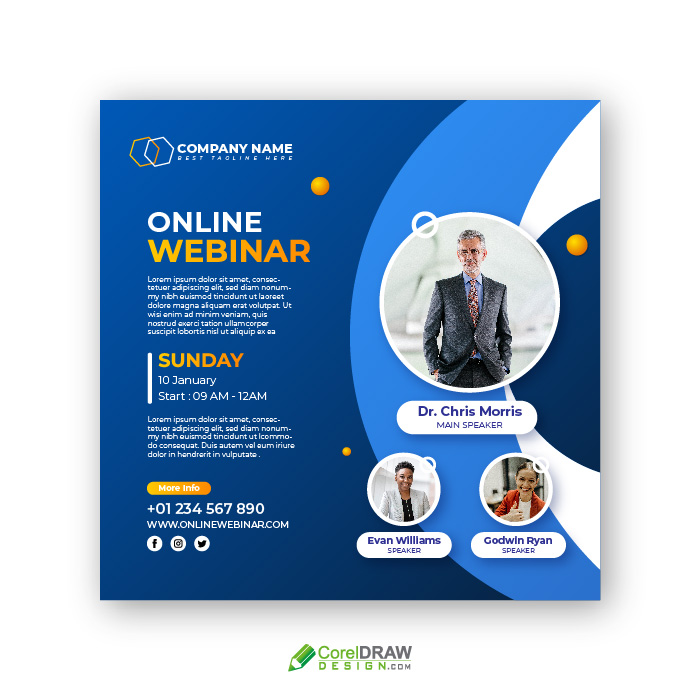 COMPANY NAME
BEST TAGLINE HERE
ONLINE
WEBINAR
Lorem ipsum dolor sit amet, consec-
tetuer adipiscing elit, sed diam nonum-
my nibh euismod tincidunt ut laoreet
dolore magna aliquam erat volutpat. Ut
wisi enim ad minim veniam, quis
nostrud exerci tation ullamcorper
suscipit lobortis nisl ut aliquip ex ea
SUNDAY
10 January
Start : 09 AM - 12AM
Lorem ipsum dolor sit amet, consec-
tetuer adipiscing elit, sed diam nonum-
my nibh euismod tincidunt ut lkommo-
do consequat. Duis autem vel eum iriure
dolor in hendrerit in vulputate .
More Info
+01 234 567 890
WWW.ONLINEWEBINAR.COM
Dr. Chris Morris
MAIN SPEAKER
Evan Williams
SPEAKER
Godwin Ryan
SPEAKER
CorelDRAW
DESIGN.COM